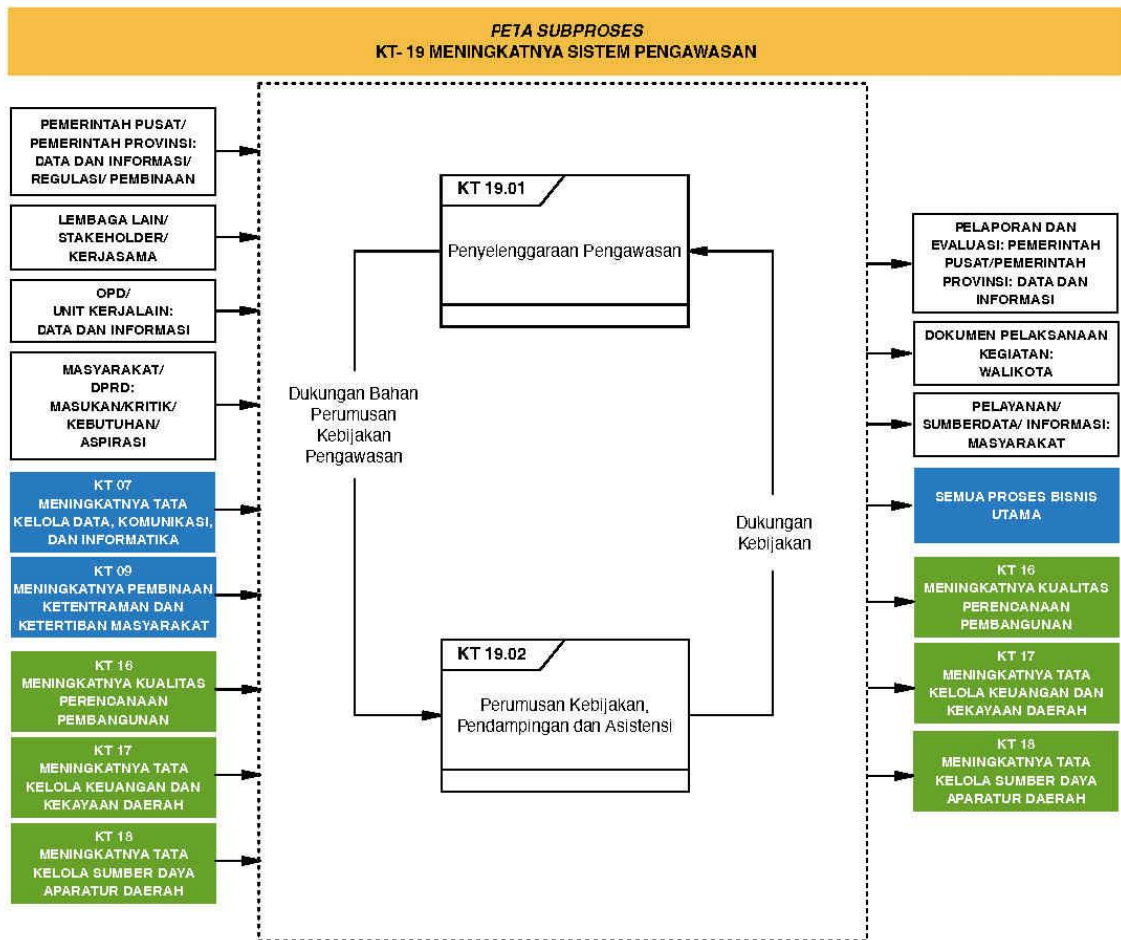 PETA SUBPROSES
KT- 19 MENINGKATNYA SISTEM PENGAWASAN
PEMERINTAH PUSAT/
PEMERINTAH PROVINSI:
DATA DAN INFORMASI/
REGULASI/ PEMBINAAN
LEMBAGA LAIN/
STAKEHOLDER/
KERJASAMA
OPD/
UNIT KERJALAIN:
DATA DAN INFORMASI
MASYARAKAT/
DPRD:
MASUKAN/KRITIK/
KEBUTUHAN/
ASPIRASI
KT 07
MENINGKATNYA TATA
KELOLA DATA, KOMUNIKASI,
DAN INFORMATIKA
KT 09
MENINGKATNYA PEMBINAAN
KETENTRAMAN DAN
KETERTIBAN MASYARAKAT
KT 16
MENINGKATNYA KUALITAS
PERENCANAAN
PEMBANGUNAN
KT 17
MENINGKATNYA TATA
KELOLA KEUANGAN DAN
KEKAYAAN DAERAH
KT 18
MENINGKATNYA TATA
KELOLA SUMBER DAYA
APARATUR DAERAH
KT 19.01
Penyelenggaraan Pengawasan
Dukungan Bahan
Perumusan
Kebijakan
Pengawasan
Dukungan
Kebijakan
KT 19.02
Perumusan Kebijakan,
Pendampingan dan Asistensi
PELAPORAN DAN
EVALUASI: PEMERINTAH
PUSAT/PEMERINTAH
PROVINSI: DATA DAN
INFORMASI
DOKUMEN PELAKSANAAN
KEGIATAN:
WALIKOTA
PELAYANAN/
SUMBERDATA/ INFORMASI:
MASYARAKAT
SEMUA PROSES BISNIS
UTAMA
KT 16
MENINGKATNYA KUALITAS
PERENCANAAN
PEMBANGUNAN
KT 17
MENINGKATNYA TATA
KELOLA KEUANGAN DAN
KEKAYAAN DAERAH
KT 18
MENINGKATNYA TATA
KELOLA SUMBER DAYA
APARATUR DAERAH